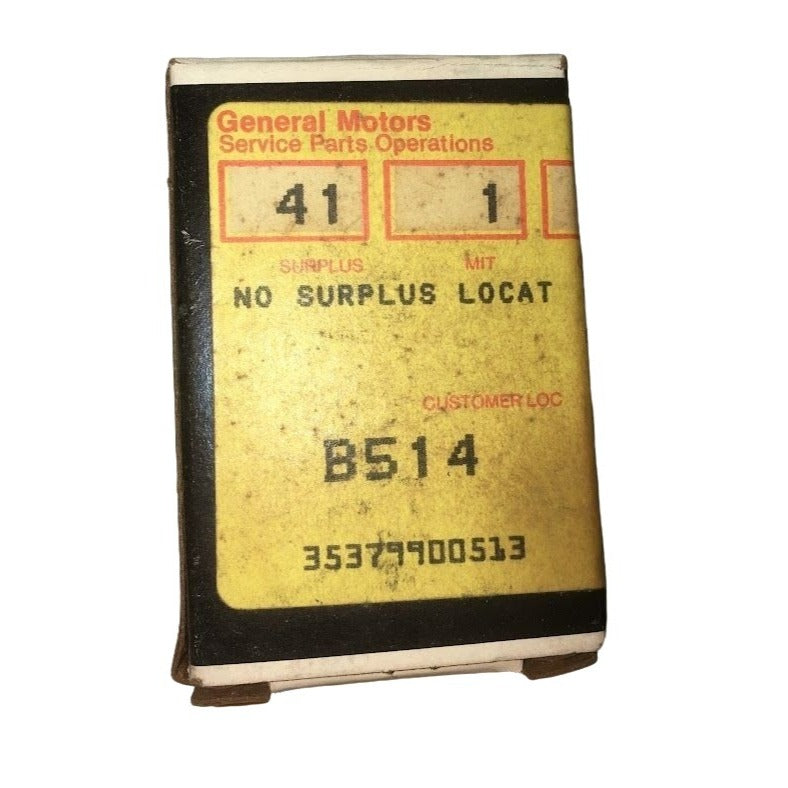 General Motors
Service Parts Operations
41 1
SURPLUS MIT
NO SURPLUS LOCAT
CUSTOMER LOC
B514
35379900513